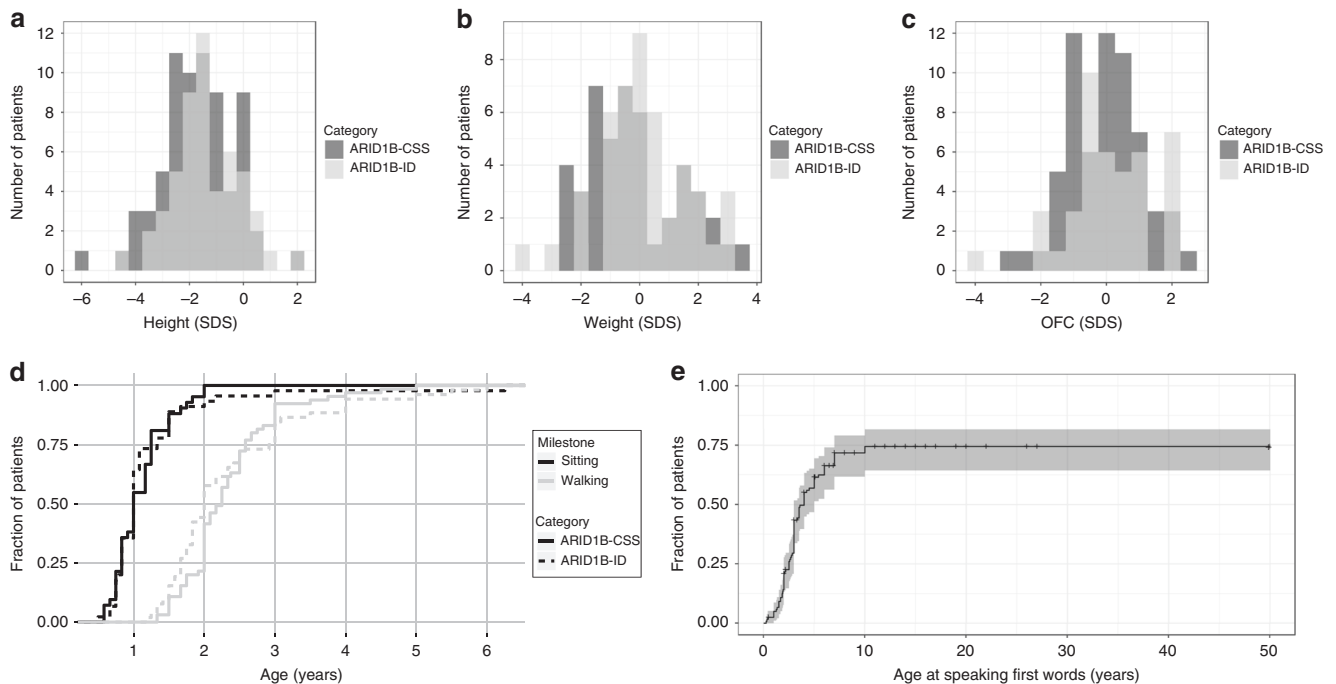 a
12
10
8
6
4
2
0
Number of patients
−6
−4
−2
0
2
Height (SDS)
Category
ARID1B-CSS
ARID1B-ID
b
8
6
4
2
0
Number of patients
−4
−2
0
2
4
Weight (SDS)
Category
ARID1B-CSS
ARID1B-ID
c
12
10
8
6
4
2
0
Number of patients
−4
−2
0
2
OFC (SDS)
Category
ARID1B-CSS
ARID1B-ID
d
1.00
0.75
0.50
0.25
0.00
Fraction of patients
1
2
3
4
5
6
Age (years)
Milestone
Sitting
Walking
Category
ARID1B-CSS
ARID1B-ID
e
1.00
0.75
0.50
0.25
0.00
Fraction of patients
0
10
20
30
40
50
Age at speaking first words (years)